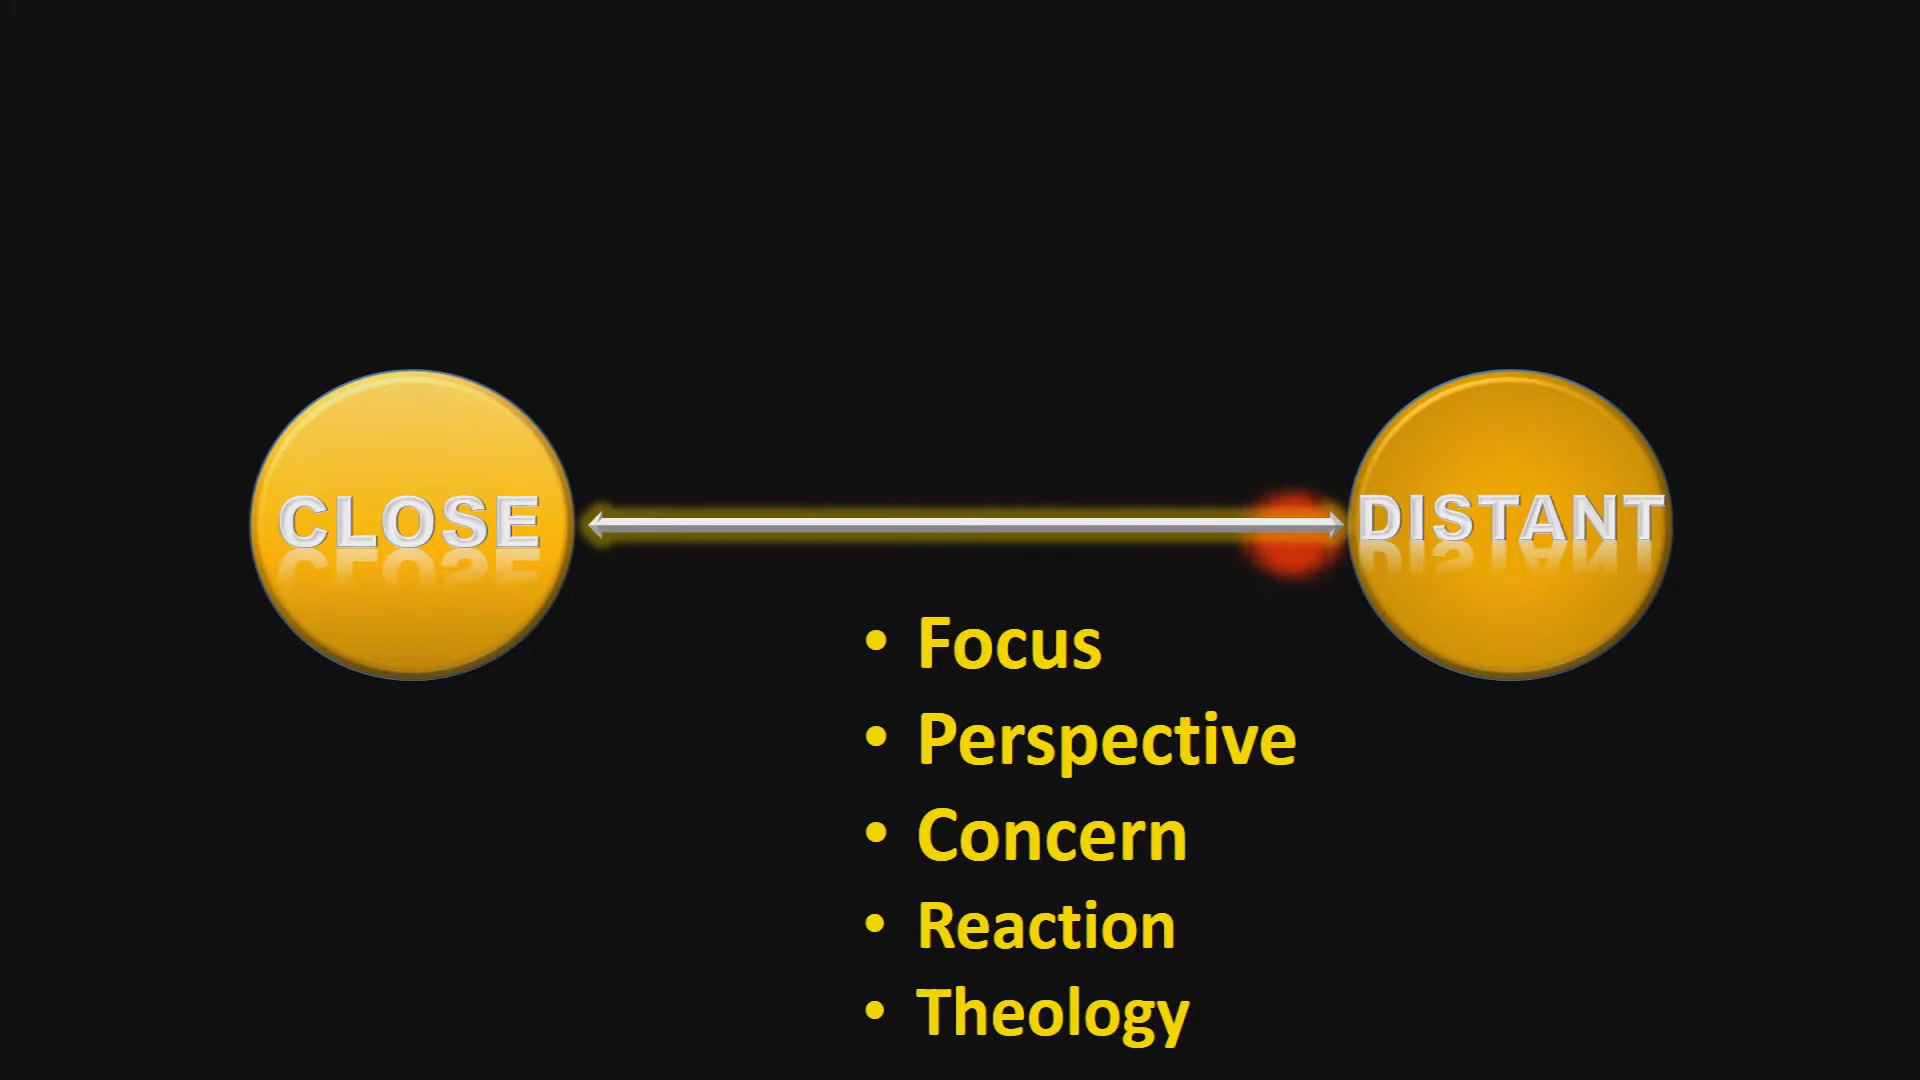 CLOSE
DISTANT
• Focus
• Perspective
• Concern
• Reaction
• Theology